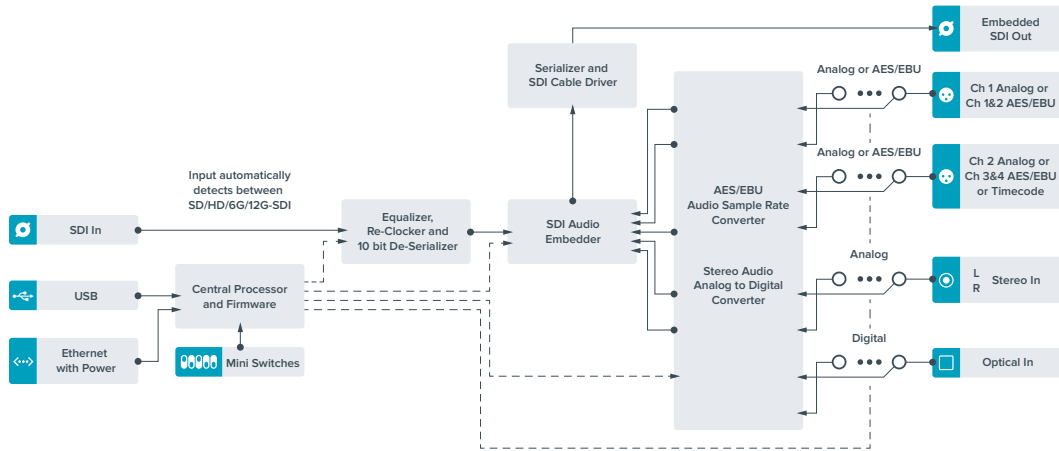 Embedded
SDI Out
Serializer and
SDI Cable Driver
Analog or AES/EBU
Ch 1 Analog or
Ch 1&2 AES/EBU
Analog or AES/EBU
Ch 2 Analog or
Ch 3&4 AES/EBU
or Timecode
Input automatically
detects between
SD/HD/6G/12G-SDI
AES/EBU
Audio Sample Rate
Converter
SDI In
Equalizer,
Re-Clocker and
10 bit De-Serializer
SDI Audio
Embedder
Analog
Stereo Audio
Analog to Digital
Converter
L
R
Stereo In
USB
Central Processor
and Firmware
Digital
Ethernet
with Power
Mini Switches
Optical In